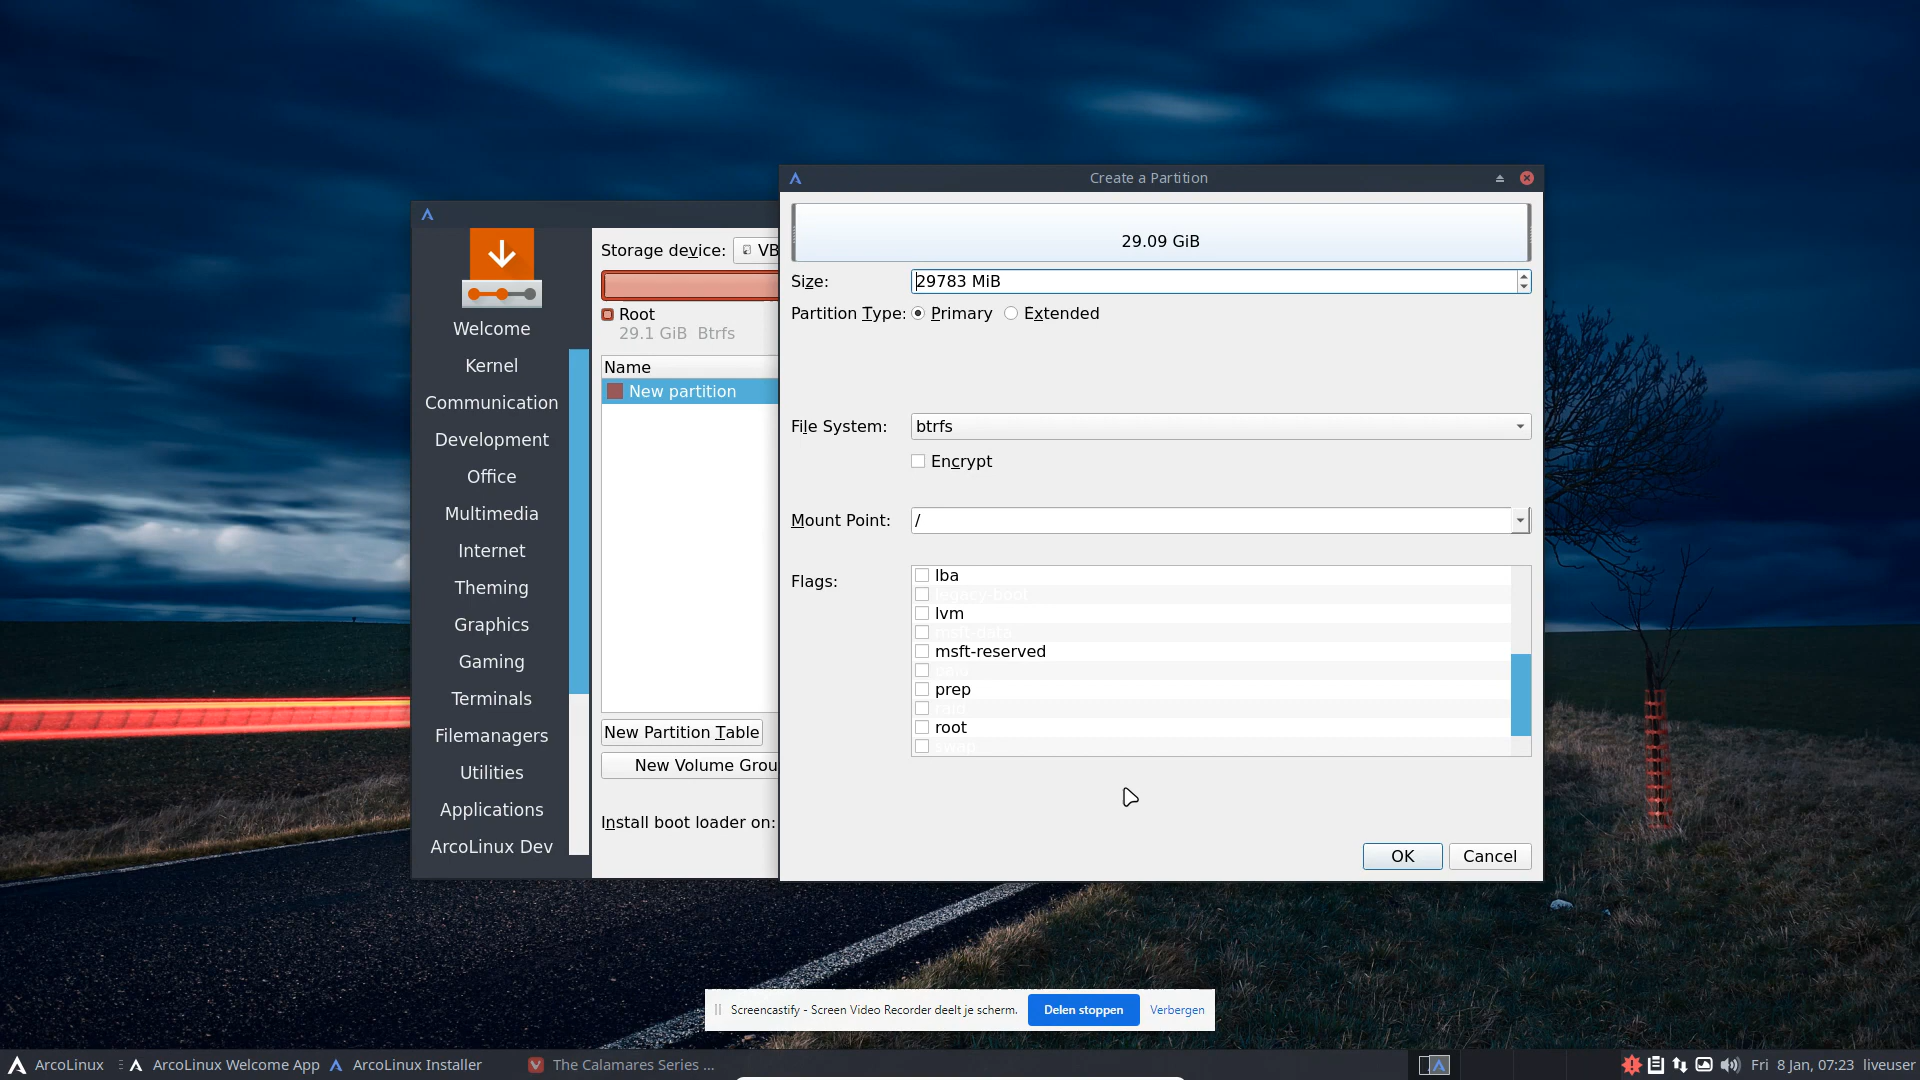 Create a Partition
29.09 GiB
Size: 29783 MiB
Partition Type: Primary Extended
File System: btrfs
Encrypt
Mount Point: /
Flags:
lba
legacy-boot
lvm
msft-data
msft-reserved
prep
raid
root
swap
OK Cancel
Storage device: VB
Root
29.1 GiB Btrfs
Name
New partition
New Partition Table
New Volume Grou
Install boot loader on:
Welcome
Kernel
Communication
Development
Office
Multimedia
Internet
Theming
Graphics
Gaming
Terminals
Filemanagers
Utilities
Applications
ArcoLinux Dev
Screencastify - Screen Video Recorder deelt je scherm. Delen stoppen Verbergen
ArcoLinux ArcoLinux Welcome App ArcoLinux Installer The Calamares Series ... Fri 8 Jan, 07:23 liveuser